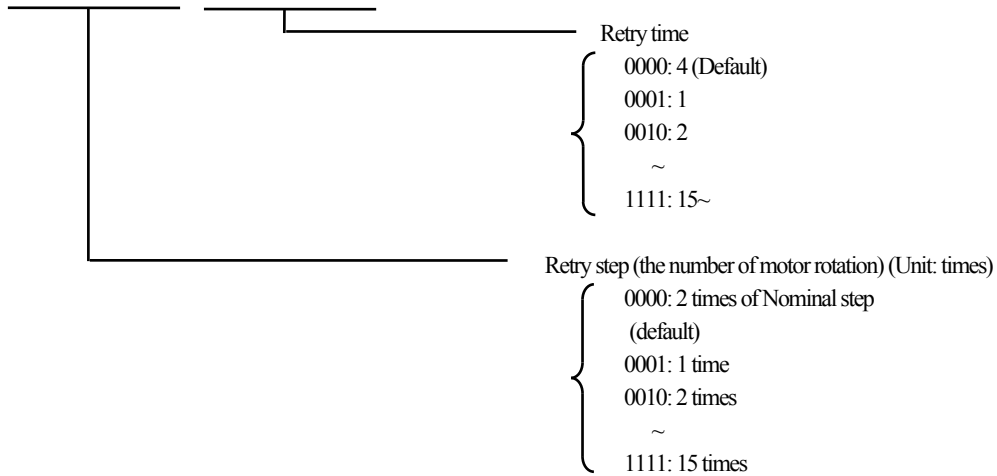 Retry time
0000: 4 (Default)
0001: 1
0010: 2
~
1111: 15~
Retry step (the number of motor rotation) (Unit: times)
0000: 2 times of Nominal step
(default)
0001: 1 time
0010: 2 times
~
1111: 15 times